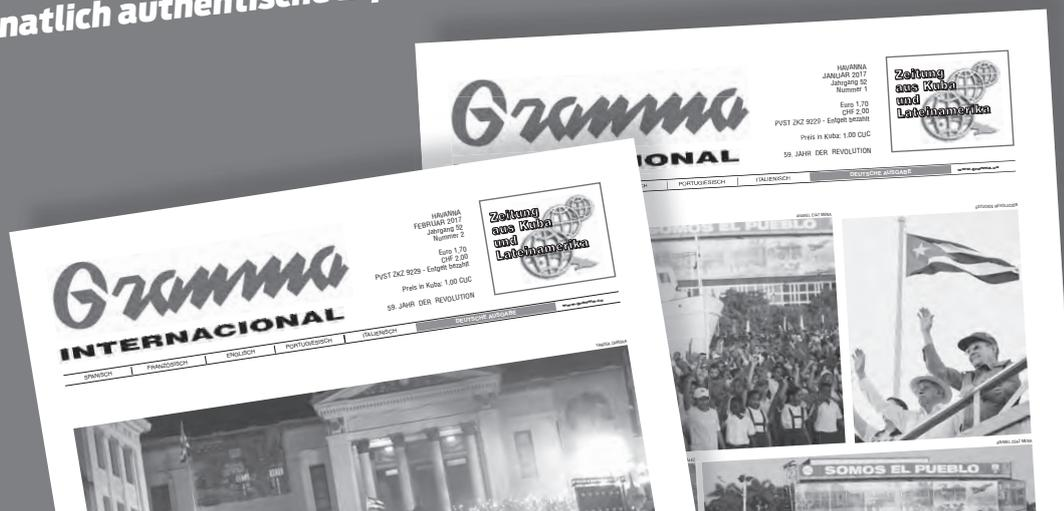 natlich authentische
Granma
IONAL
HAVANNA
JANUAR 2017
Jahrgang 52
Nummer 1
Euro 1,70
CHF 2,00
PVST ZKZ 9229 - Entgelt bezahlt
Preis in Kuba: 1,00 CUC
59. JAHR DER REVOLUTION
Zeitung
aus Kuba
und
Lateinamerika
PORTUGIESISCH
ITALIENISCH
DEUTSCHE AUSGABE
SOMOS EL PUEBLO
SOMOS EL PUEBLO
Granma
INTERNACIONAL
HAVANNA
FEBRUAR 2017
Jahrgang 52
Nummer 2
Euro 1,70
CHF 2,00
PVST ZKZ 9229 - Entgelt bezahlt
Preis in Kuba: 1,00 CUC
59. JAHR DER REVOLUTION
Zeitung
aus Kuba
und
Lateinamerika
SPANISCH
FRANZÖSISCH
ENGLISCH
PORTUGIESISCH
ITALIENISCH
DEUTSCHE AUSGABE